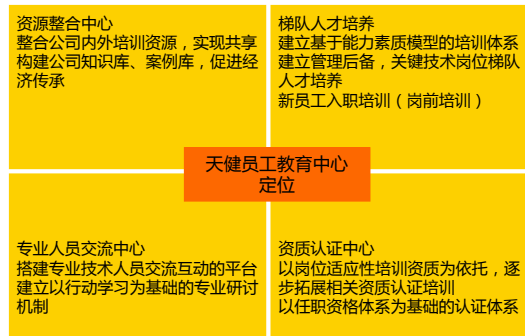 资源整合中心
整合公司内外培训资源，实现共享
构建公司知识库、案例库，促进经
济传承
梯队人才培养
建立基于能力素质模型的培训体系
建立管理后备，关键技术岗位梯队
人才培养
新员工入职培训（岗前培训）
天健员工教育中心
定位
专业人员交流中心
搭建专业技术人员交流互动的平台
建立以行动学习为基础的专业研讨
机制
资质认证中心
以岗位适应性培训资质为依托，逐
步拓展相关资质认证培训
以任职资格体系为基础的认证体系